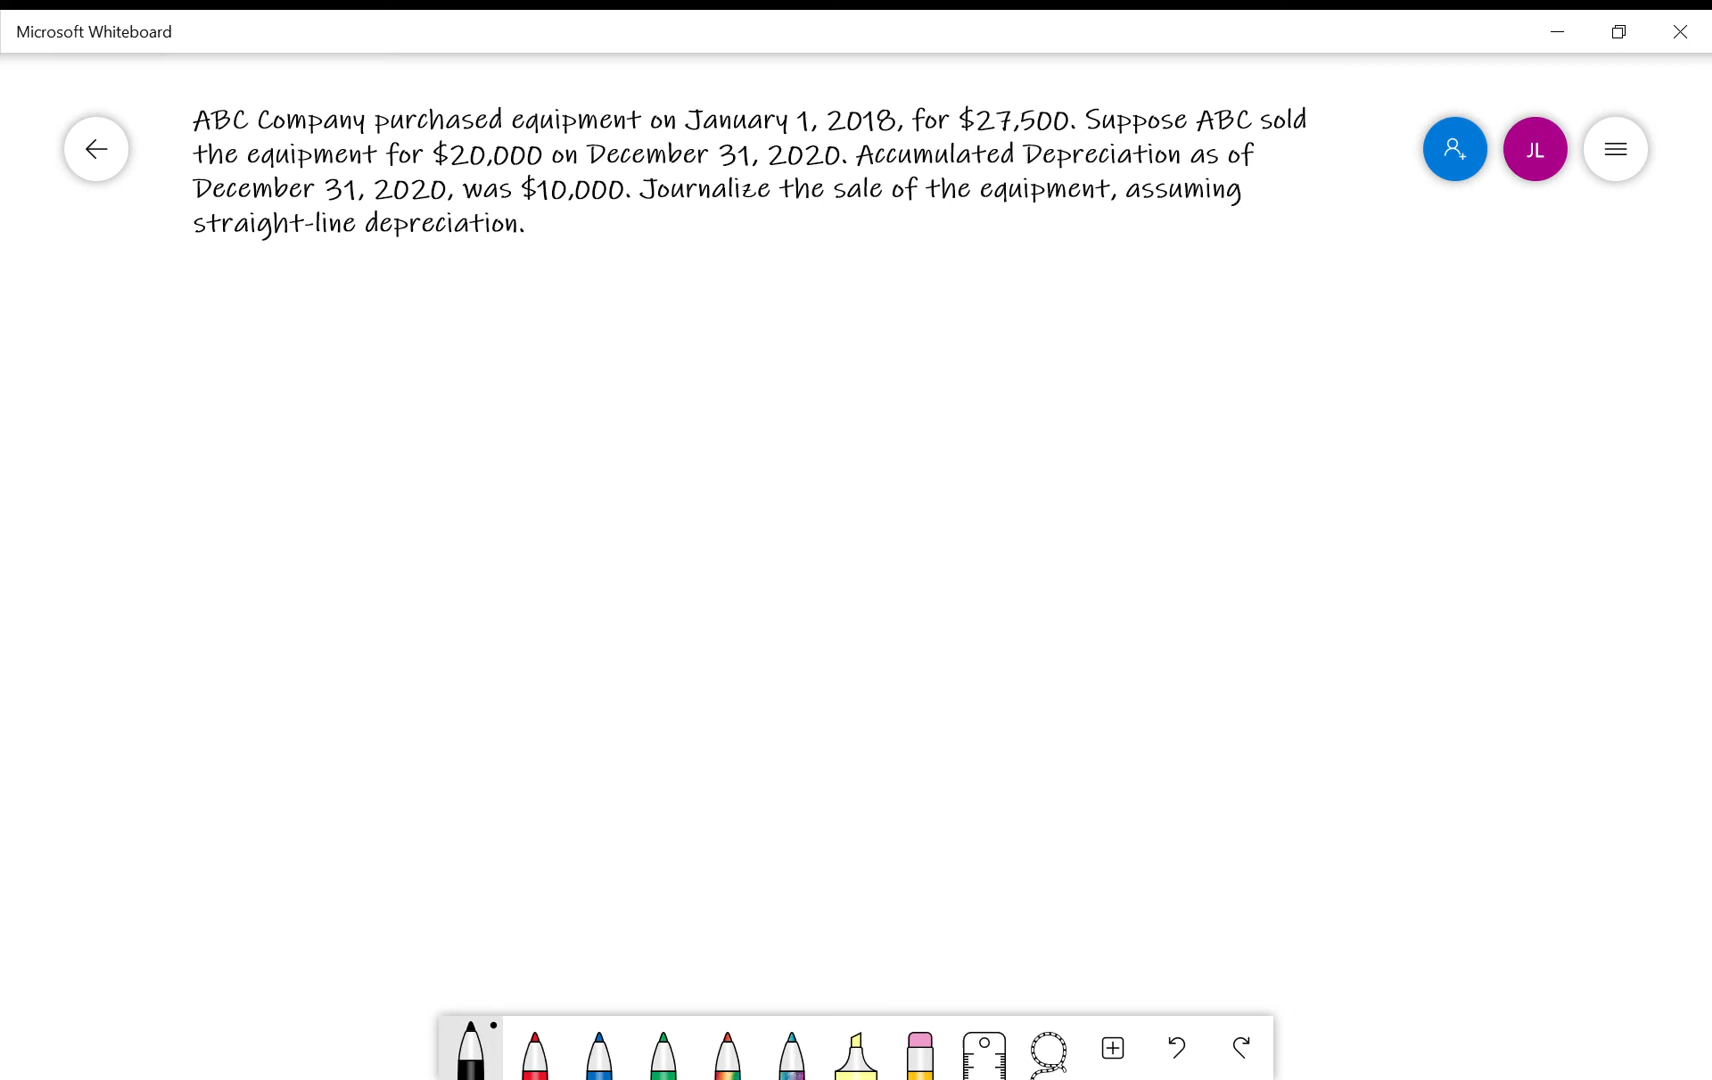 Microsoft Whiteboard
ABC Company purchased equipment on January 1, 2018, for $27,500. Suppose ABC sold
the equipment for $20,000 on December 31, 2020. Accumulated Depreciation as of
December 31, 2020, was $10,000. Journalize the sale of the equipment, assuming
straight-line depreciation.
JL